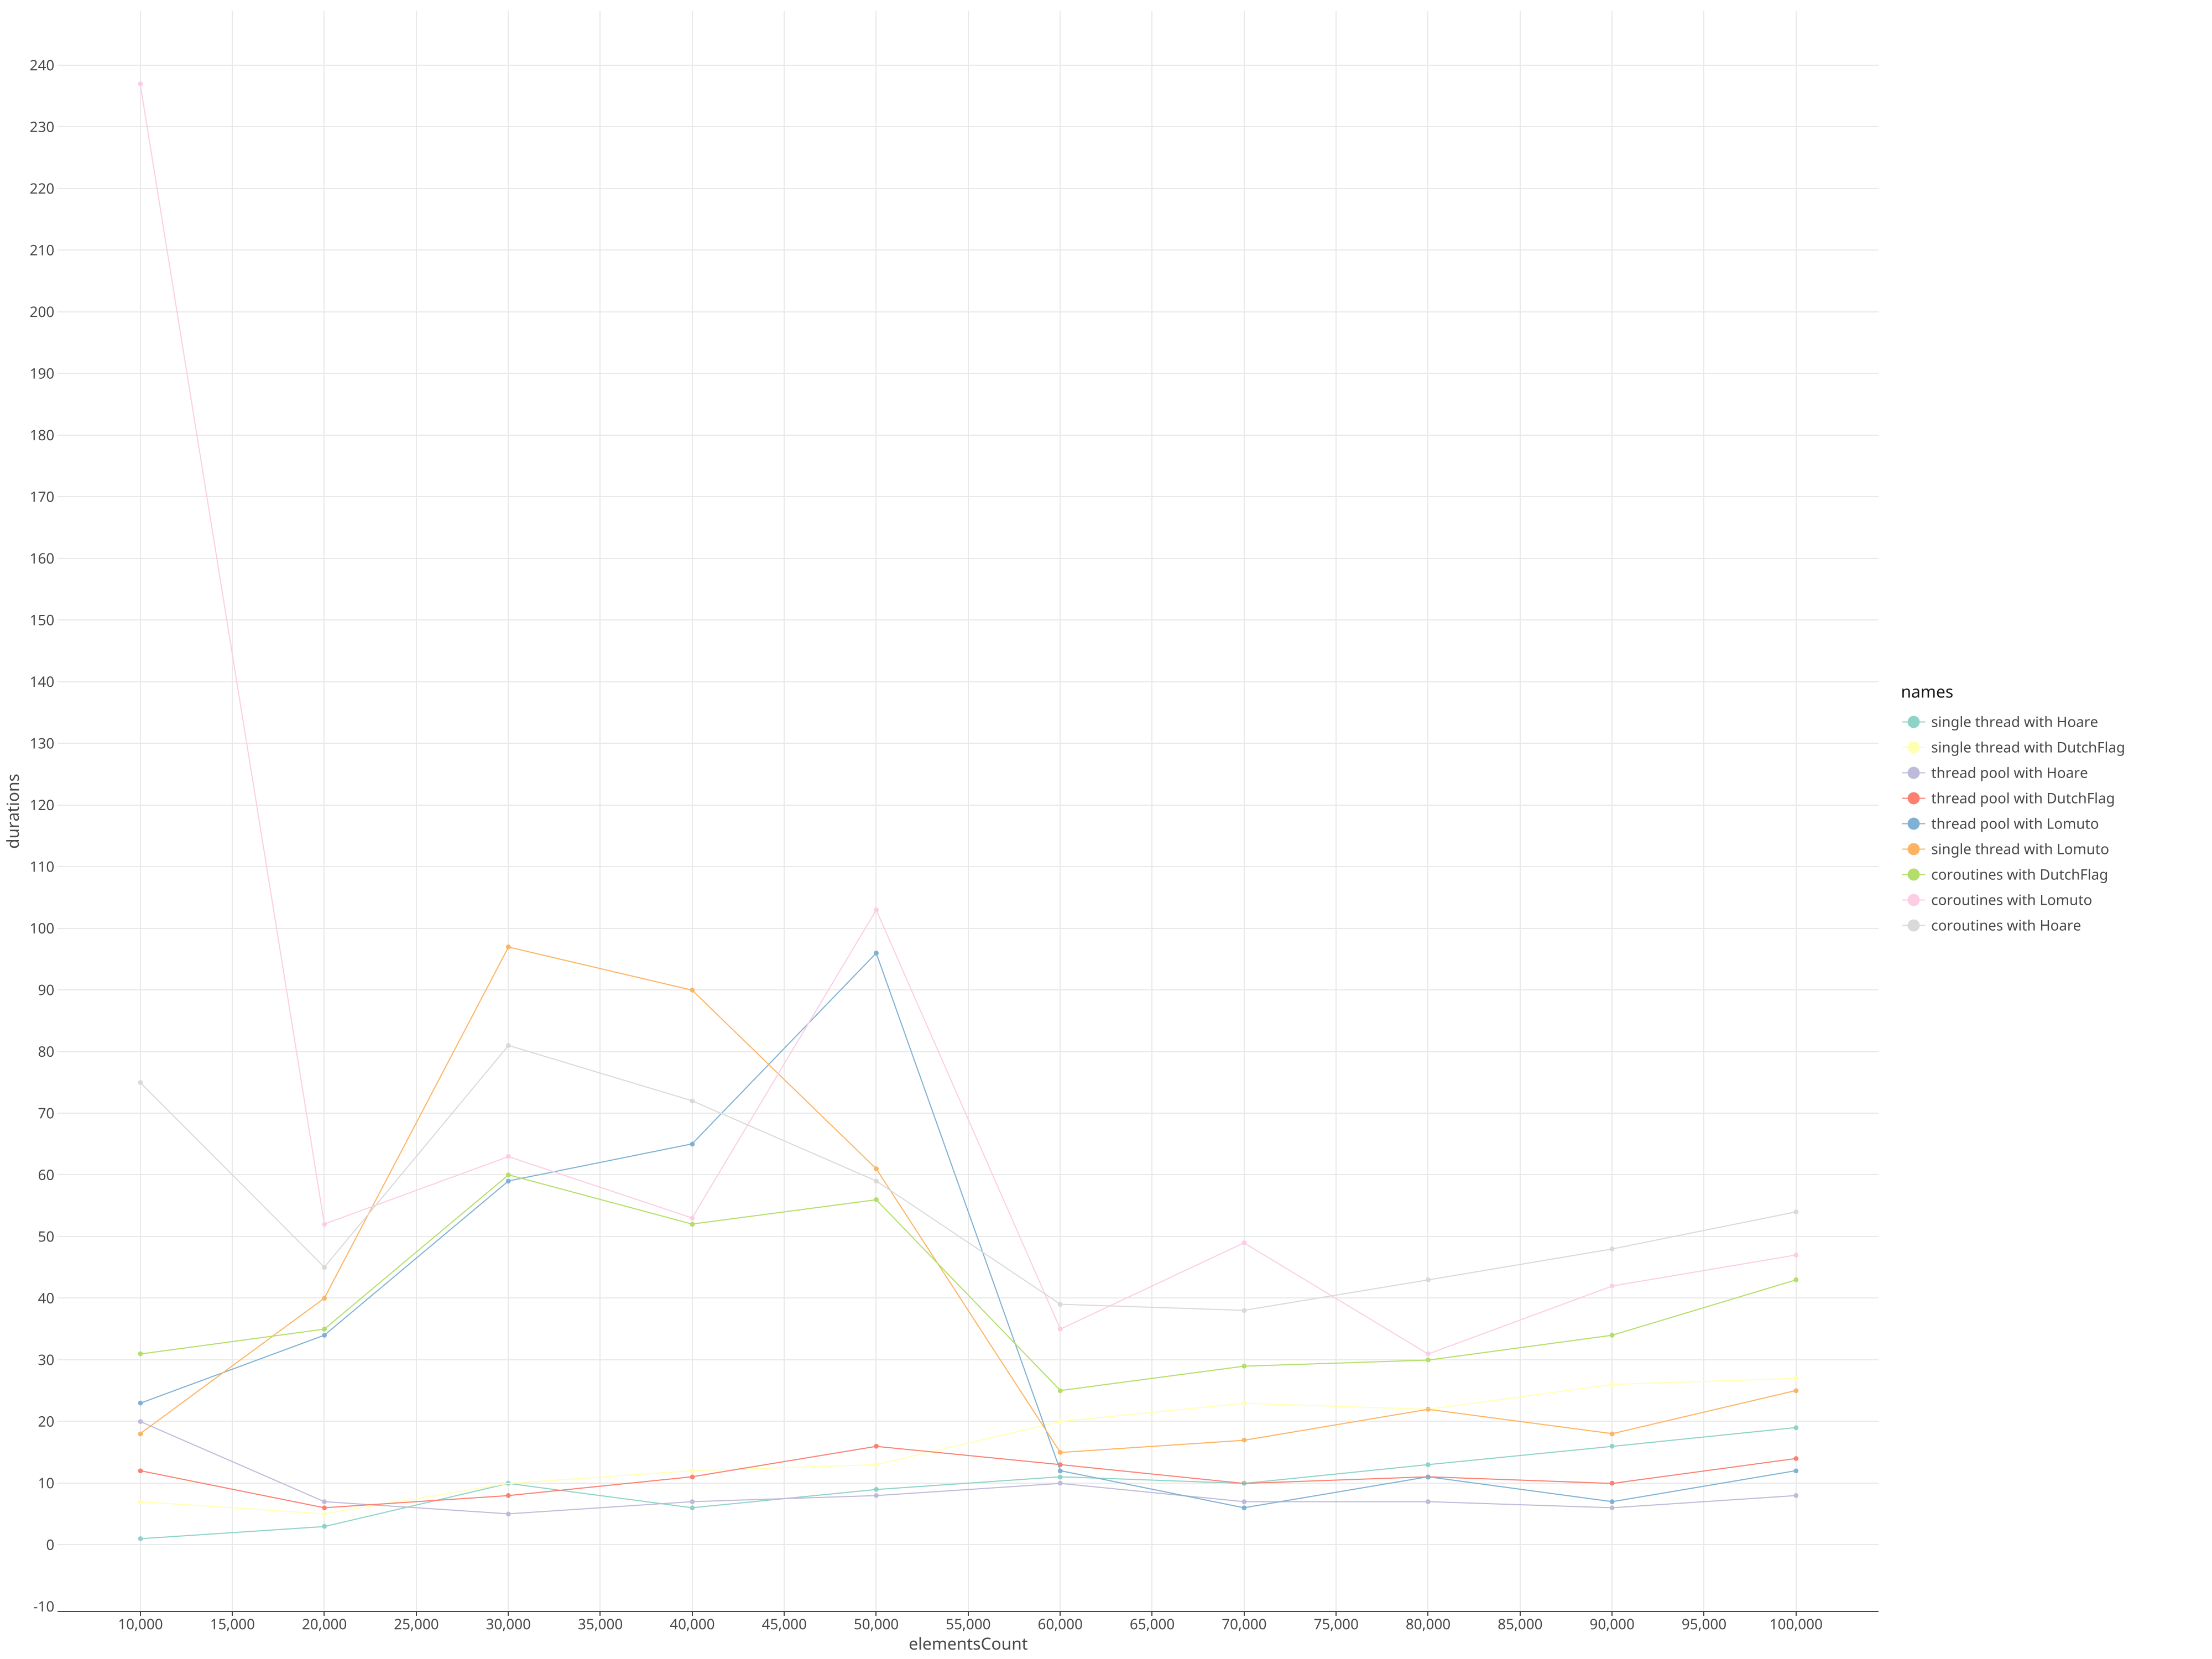 240
230
220
210
200
190
180
170
160
150
140
130
120
110
100
90
80
70
60
50
40
30
20
10
0
-10
durations
10,000 15,000 20,000 25,000 30,000 35,000 40,000 45,000 50,000 55,000 60,000 65,000 70,000 75,000 80,000 85,000 90,000 95,000 100,000
elementsCount
names
single thread with Hoare
single thread with DutchFlag
thread pool with Hoare
thread pool with DutchFlag
thread pool with Lomuto
single thread with Lomuto
coroutines with DutchFlag
coroutines with Lomuto
coroutines with Hoare